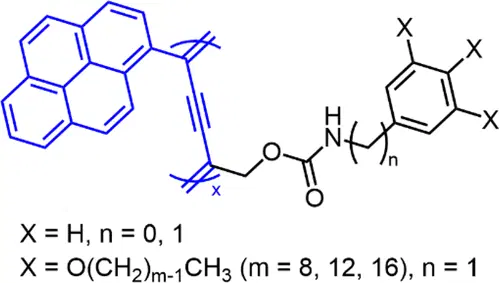 X
X
X
H
N
n
O
O
x
X = H, n = 0, 1
X = O(CH2)m-1CH3 (m = 8, 12, 16), n = 1